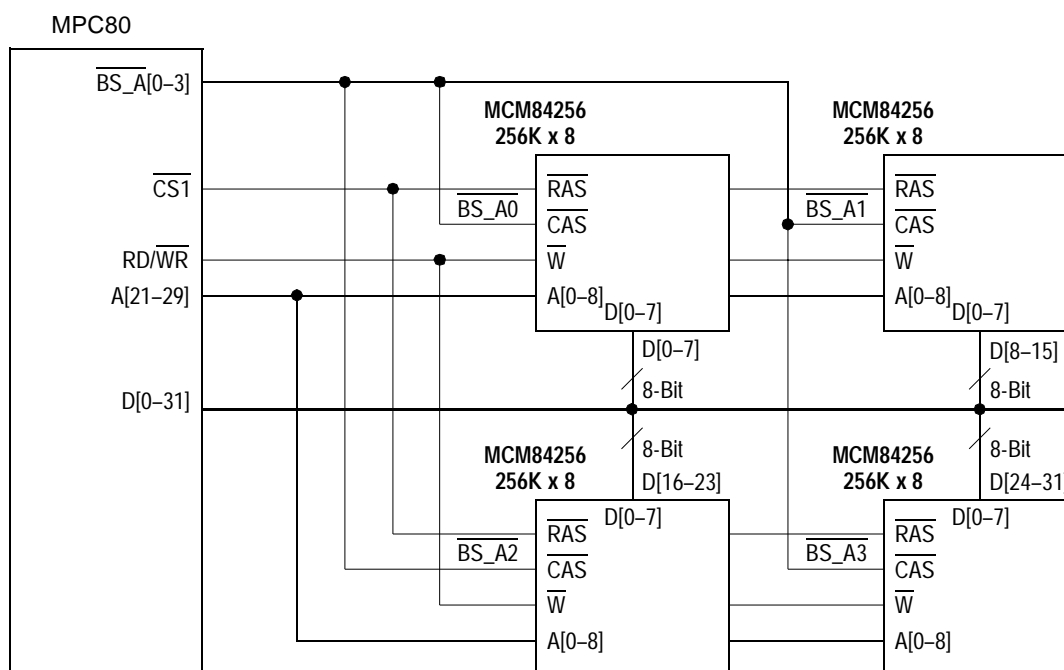 MPC80
BS_A[0–3]
MCM84256
256K x 8
MCM84256
256K x 8
CS1
RAS
RAS
BS_A0
BS_A1
CAS
CAS
RD/WR
W
W
A[21–29]
A[0–8]
A[0–8]
D[0–7]
D[0–7]
D[0–7]
D[8–15]
8-Bit
8-Bit
D[0–31]
8-Bit
8-Bit
MCM84256
256K x 8
MCM84256
256K x 8
D[16–23]
D[24–31]
D[0–7]
D[0–7]
RAS
RAS
BS_A2
BS_A3
CAS
CAS
W
W
A[0–8]
A[0–8]